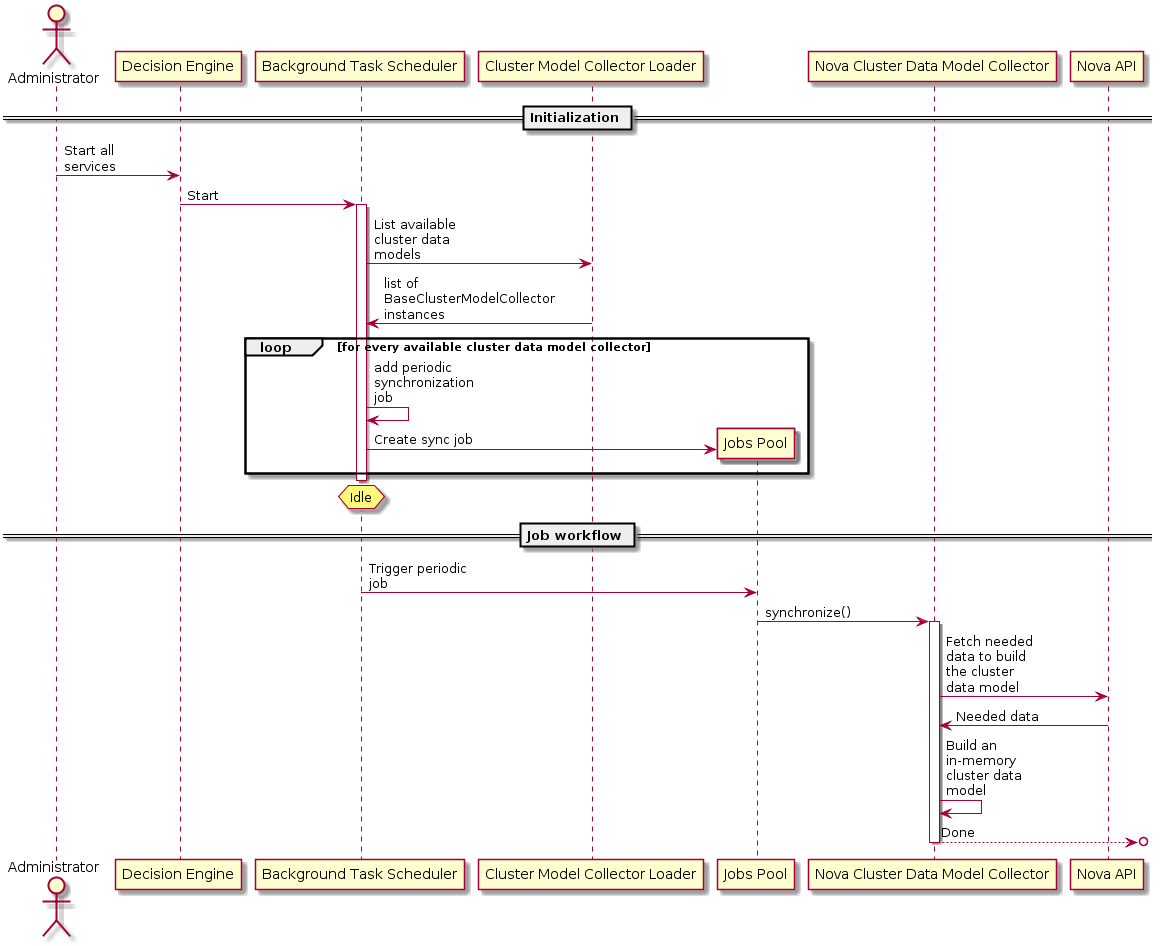 Administrator
Decision Engine
Background Task Scheduler
Cluster Model Collector Loader
Nova Cluster Data Model Collector
Nova API
Initialization
Start all
services
Start
List available
cluster data
models
list of
BaseClusterModelCollector
instances
loop
[for every available cluster data model collector]
add periodic
synchronization
job
Create sync job
Jobs Pool
Idle
Job workflow
Trigger periodic
job
synchronize()
Fetch needed
data to build
the cluster
data model
Needed data
Build an
in-memory
cluster data
model
Done
Administrator
Decision Engine
Background Task Scheduler
Cluster Model Collector Loader
Jobs Pool
Nova Cluster Data Model Collector
Nova API